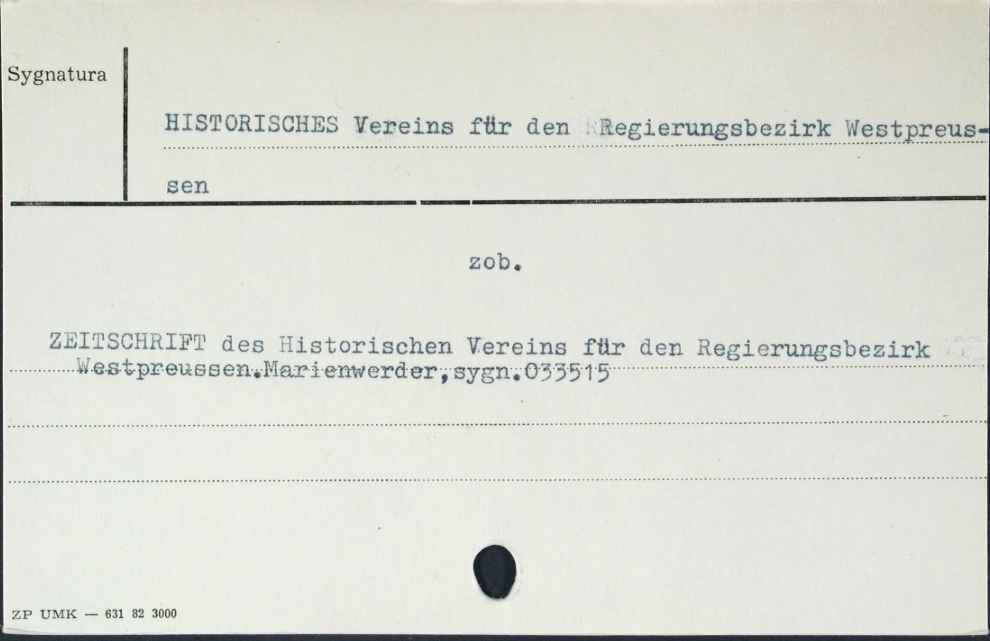 Sygnatura
HISTORISCHES Vereins für den Regierungsbezirk Westpreus-
sen
zob.
ZEITSCHRIFT des Historischen Vereins für den Regierungsbezirk
Westpreussen.Marienwerder,sygn.033515
ZP UMK — 631 82 3000